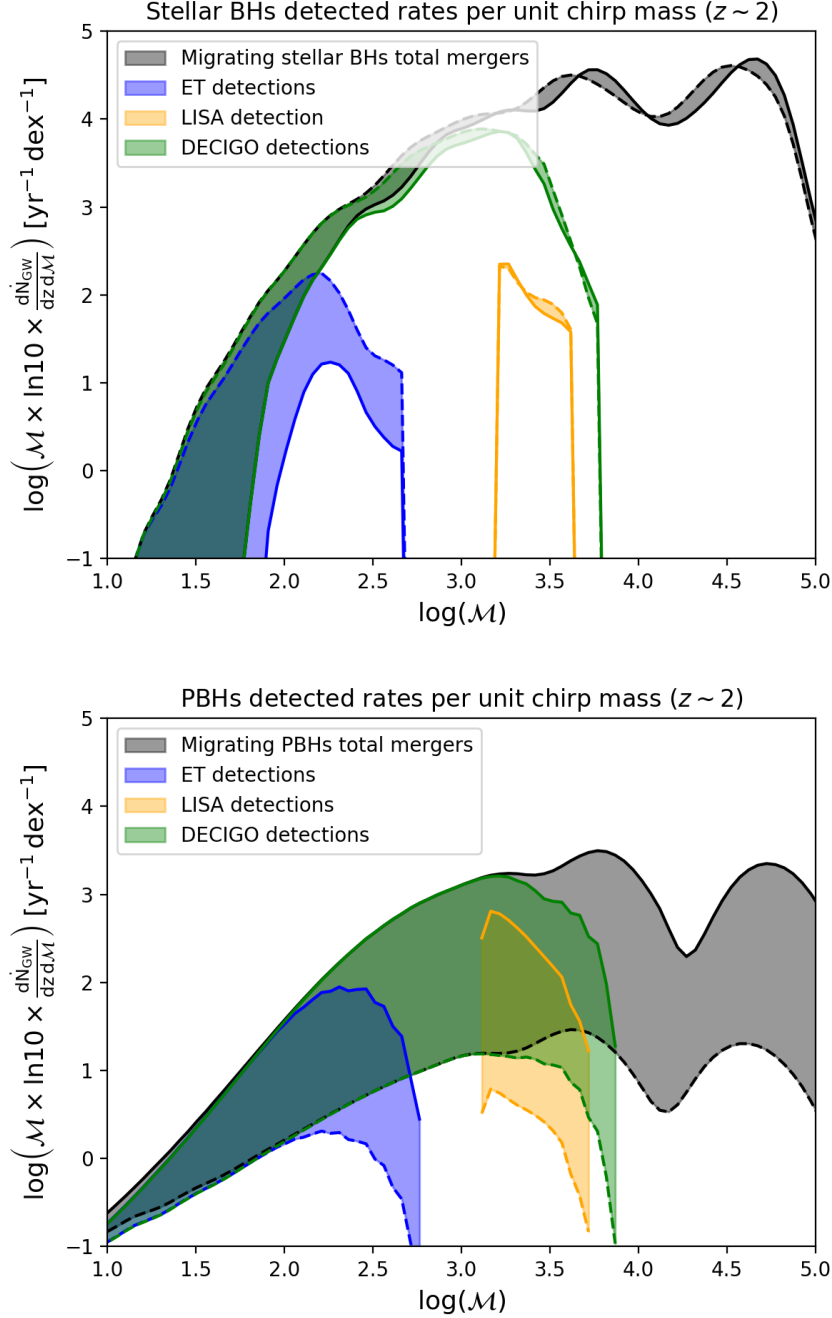 Stellar BHs detected rates per unit chirp mass (z ~ 2)
5
4
3
2
1
0
−1
log(ℳ × ln10 × dṄ_GW/dz dℳ) [yr⁻¹ dex⁻¹]
Migrating stellar BHs total mergers
ET detections
LISA detection
DECIGO detections
1.0 1.5 2.0 2.5 3.0 3.5 4.0 4.5 5.0
log(ℳ)
PBHs detected rates per unit chirp mass (z ~ 2)
5
4
3
2
1
0
−1
log(ℳ × ln10 × dṄ_GW/dz dℳ) [yr⁻¹ dex⁻¹]
Migrating PBHs total mergers
ET detections
LISA detections
DECIGO detections
1.0 1.5 2.0 2.5 3.0 3.5 4.0 4.5 5.0
log(ℳ)